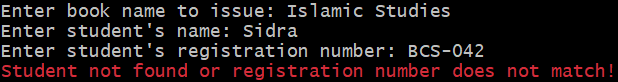 Enter book name to issue: Islamic Studies
Enter student's name: Sidra
Enter student's registration number: BCS-042
Student not found or registration number does not match!